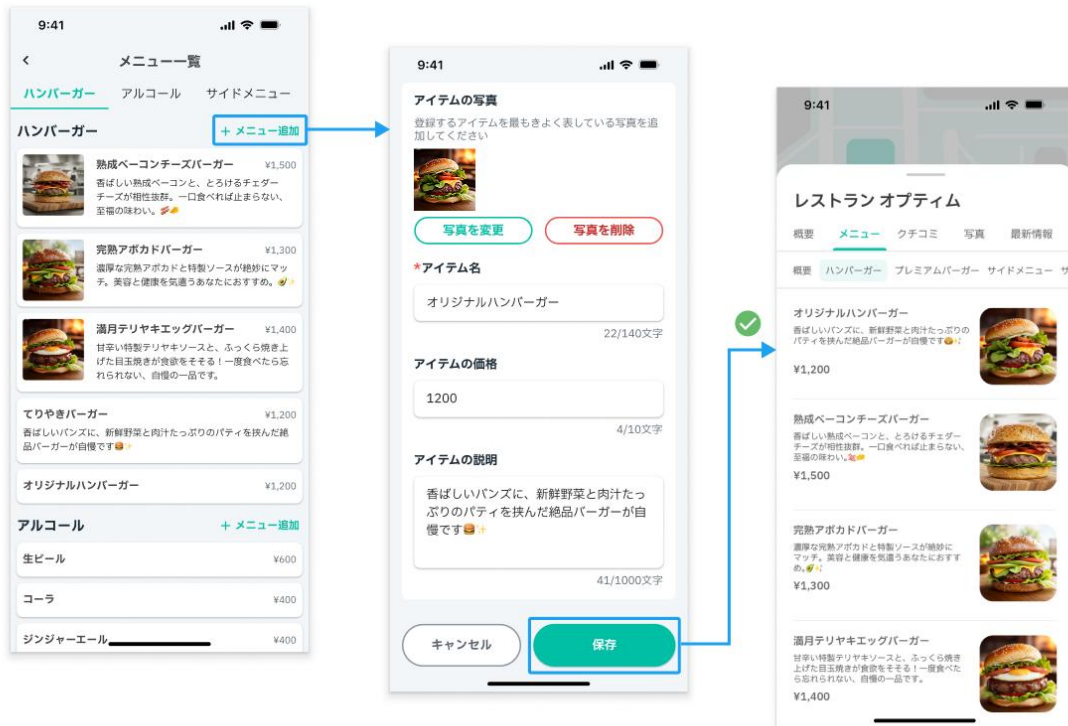 9:41
メニュー一覧
ハンバーガー アルコール サイドメニュー
ハンバーガー + メニュー追加
熟成ベーコンチーズバーガー ¥1,500
香ばしい熟成ベーコンと、とろけるチェダー
チーズが相性抜群。一口食べれば止まらない、
至福の味わい。🥓🧀
完熟アボカドバーガー ¥1,300
濃厚な完熟アボカドと特製ソースが絶妙にマッ
チ。美容と健康を気遣うあなたにおすすめ。🥑✨
満月テリヤキエッグバーガー ¥1,400
甘辛い特製テリヤキソースと、ふっくら焼き上
げた目玉焼きが食欲をそそる！一度食べたら忘
れられない、自慢の一品です。
てりやきバーガー ¥1,200
香ばしいバンズに、新鮮野菜と肉汁たっぷりのパティを挟んだ絶
品バーガーが自慢です🍔✨
オリジナルハンバーガー ¥1,200
アルコール + メニュー追加
生ビール ¥600
コーラ ¥400
ジンジャーエール ¥400
9:41
アイテムの写真
登録するアイテムを最もきよく表している写真を追
加してください
写真を変更 写真を削除
*アイテム名
オリジナルハンバーガー
22/140文字
アイテムの価格
1200
4/10文字
アイテムの説明
香ばしいバンズに、新鮮野菜と肉汁たっ
ぷりのパティを挟んだ絶品バーガーが自
慢です🍔✨
41/1000文字
キャンセル 保存
9:41
レストラン オプティム
概要 メニュー クチコミ 写真 最新情報
概要 ハンバーガー プレミアムバーガー サイドメニュー サ
オリジナルハンバーガー
香ばしいバンズに、新鮮野菜と肉汁たっぷりの
パティを挟んだ絶品バーガーが自慢です🍔✨
¥1,200
熟成ベーコンチーズバーガー
香ばしい熟成ベーコンと、とろけるチェダー
チーズが相性抜群。一口食べれば止まらない、
至福の味わい。🥓🧀
¥1,500
完熟アボカドバーガー
濃厚な完熟アボカドと特製ソースが絶妙に
マッチ。美容と健康を気遣うあなたにおすす
め。🥑✨
¥1,300
満月テリヤキエッグバーガー
甘辛い特製テリヤキソースと、ふっくら焼き
上げた目玉焼きが食欲をそそる！一度食べた
ら忘れられない、自慢の一品です。
¥1,400